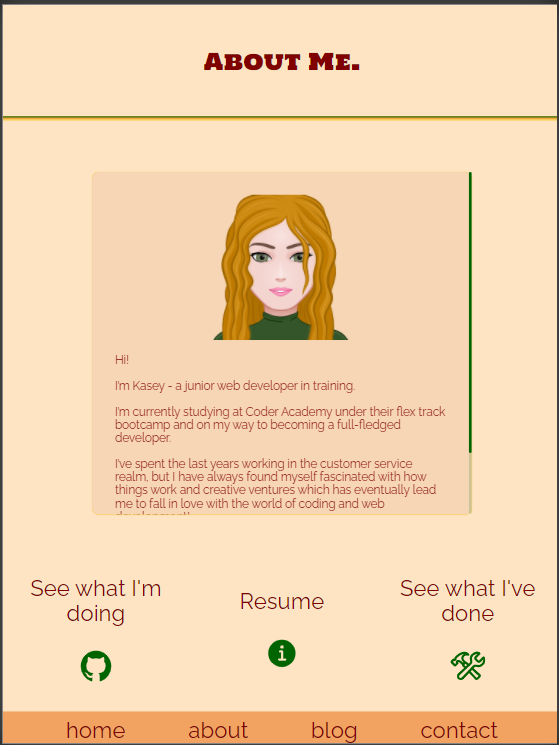 About Me.
Hi!
I'm Kasey - a junior web developer in training.
I'm currently studying at Coder Academy under their flex track
bootcamp and on my way to becoming a full-fledged
developer.
I've spent the last years working in the customer service
realm, but I have always found myself fascinated with how
things work and creative ventures which has eventually lead
me to fall in love with the world of coding and web
development!
See what I'm
doing
Resume
See what I've
done
home about blog contact